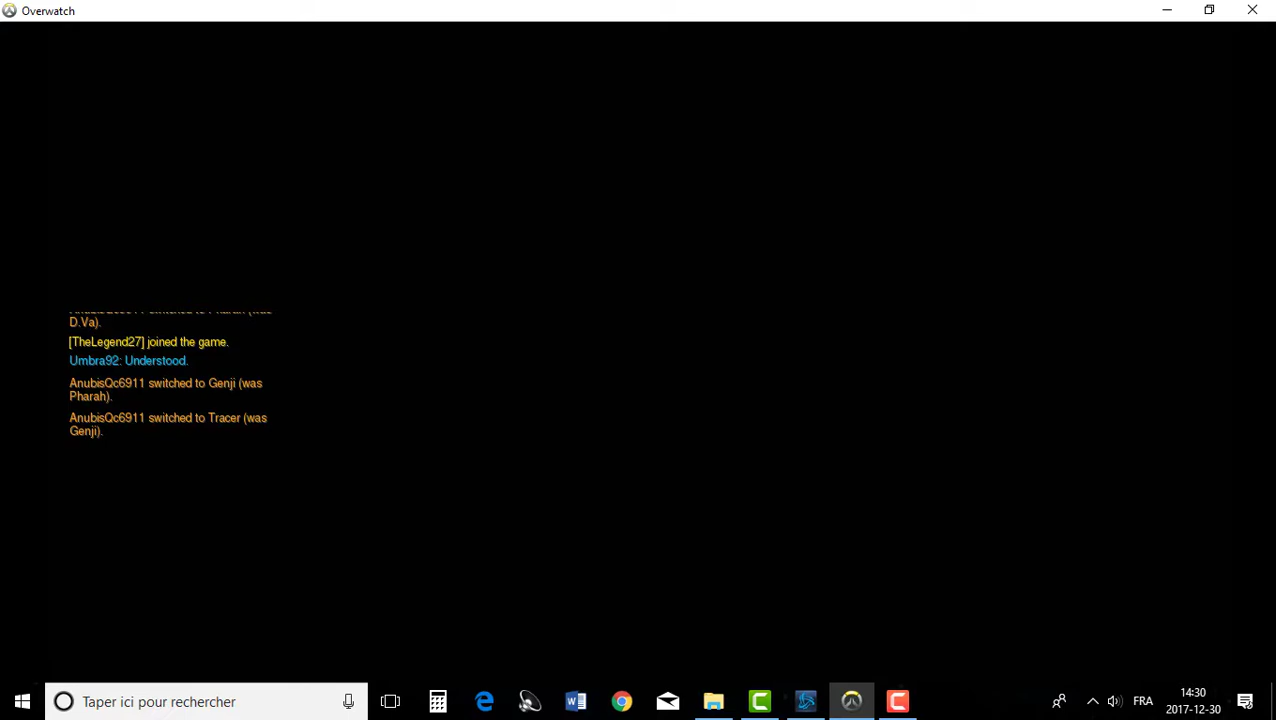 Overwatch
D.Va).
[TheLegend27] joined the game.
Umbra92: Understood.
AnubisQc6911 switched to Genji (was
Pharah).
AnubisQc6911 switched to Tracer (was
Genji).
Taper ici pour rechercher
FRA
14:30
2017-12-30